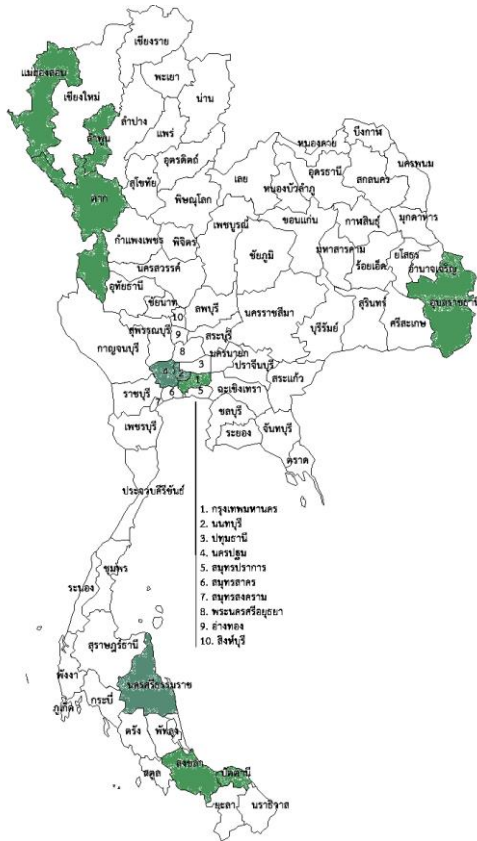 เชียงราย
แม่ฮ่องสอน
พะเยา
เชียงใหม่
น่าน
ลำปาง
แพร่
ลำพูน
อุตรดิตถ์
บึงกาฬ
หนองคาย
เลย
อุดรธานี
นครพนม
สุโขทัย
ตาก
หนองบัวลำภู
สกลนคร
พิษณุโลก
เพชรบูรณ์
ขอนแก่น
กาฬสินธุ์
มุกดาหาร
กำแพงเพชร
พิจิตร
ชัยภูมิ
มหาสารคาม
ร้อยเอ็ด
ยโสธร
อำนาจเจริญ
นครสวรรค์
อุทัยธานี
ชัยนาท
ลพบุรี
นครราชสีมา
สุรินทร์
อุบลราชธานี
10
สุพรรณบุรี
9
สระบุรี
บุรีรัมย์
ศรีสะเกษ
กาญจนบุรี
8
นครนายก
3
ปราจีนบุรี
4
2
1
สระแก้ว
ราชบุรี
6
5
ฉะเชิงเทรา
7
ชลบุรี
เพชรบุรี
ระยอง
จันทบุรี
ตราด
ประจวบคีรีขันธ์
1. กรุงเทพมหานคร
2. นนทบุรี
3. ปทุมธานี
4. นครปฐม
5. สมุทรปราการ
6. สมุทรสาคร
7. สมุทรสงคราม
8. พระนครศรีอยุธยา
9. อ่างทอง
10. สิงห์บุรี
ชุมพร
ระนอง
สุราษฎร์ธานี
พังงา
นครศรีธรรมราช
กระบี่
ภูเก็ต
ตรัง
พัทลุง
สงขลา
สตูล
ปัตตานี
ยะลา
นราธิวาส